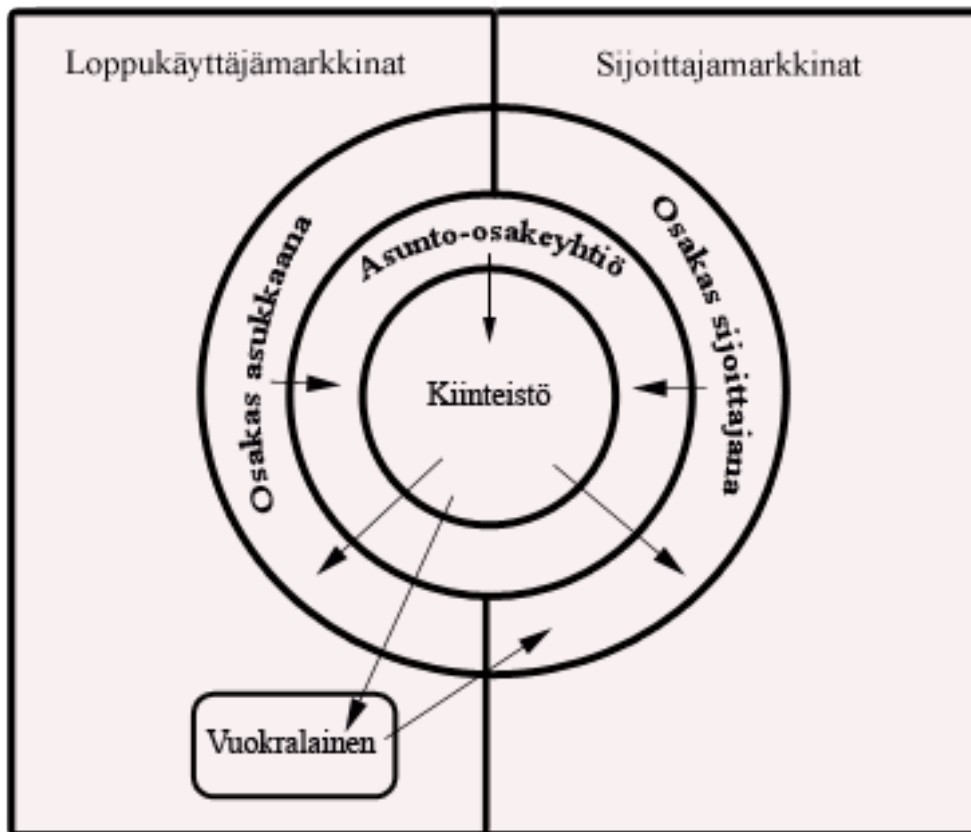 Loppukäyttäjämarkkinat
Sijoittajamarkkinat
Asunto-osakeyhtiö
Osakas asukkaana
Osakas sijoittajana
Kiinteistö
Vuokralainen